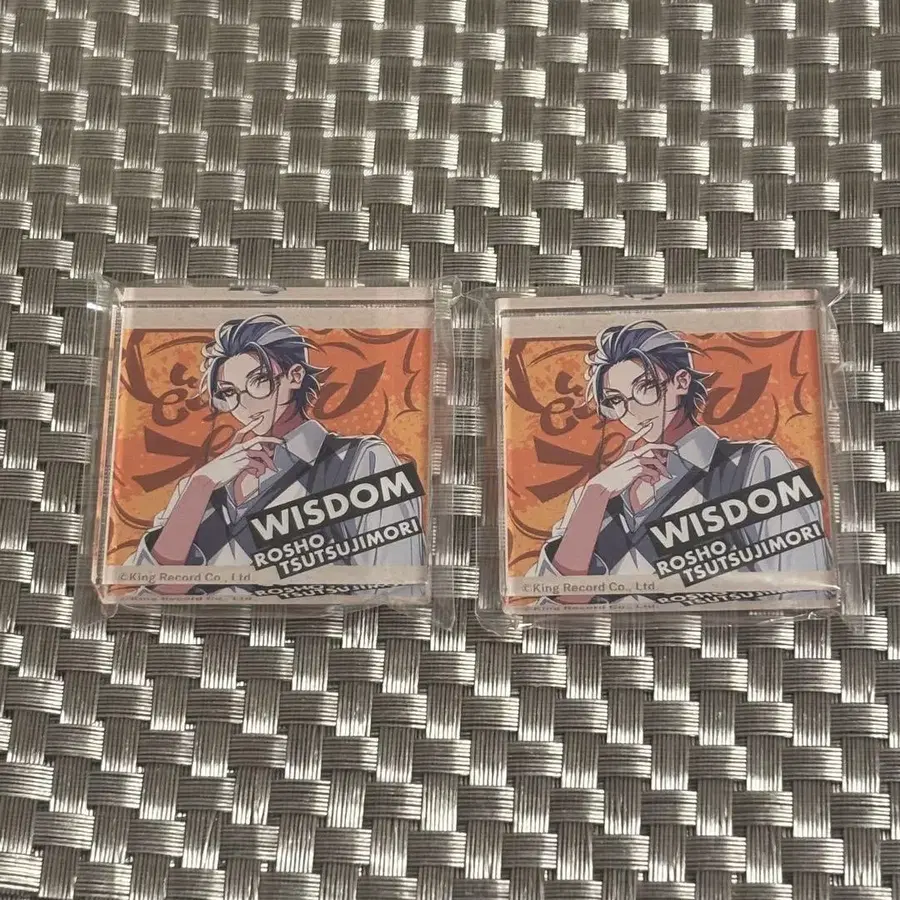 WISDOM
ROSHO
TSUTSUJIMORI
©King Record Co., Ltd
WISDOM
ROSHO
TSUTSUJIMORI
©King Record Co., Ltd